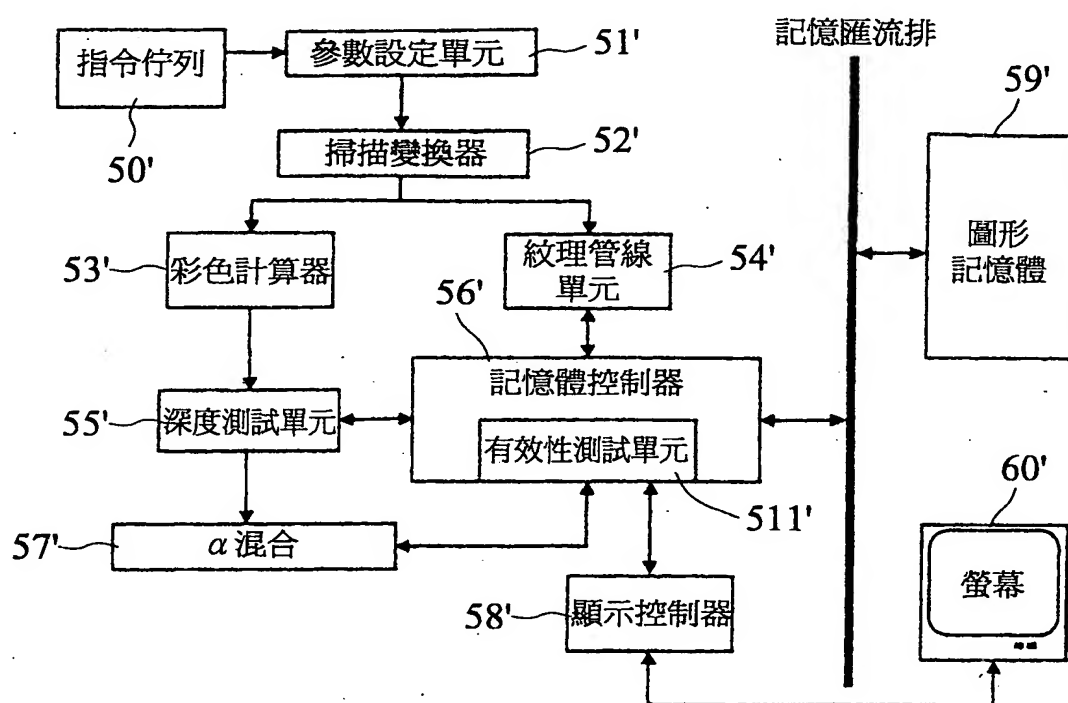 指令佇列
50'
參數設定單元
51'
掃描變換器
52'
53'
彩色計算器
紋理管線
單元
54'
56'
記憶體控制器
有效性測試單元
511'
55'
深度測試單元
57'
α混合
58'
顯示控制器
記憶匯流排
59'
圖形
記憶體
60'
螢幕